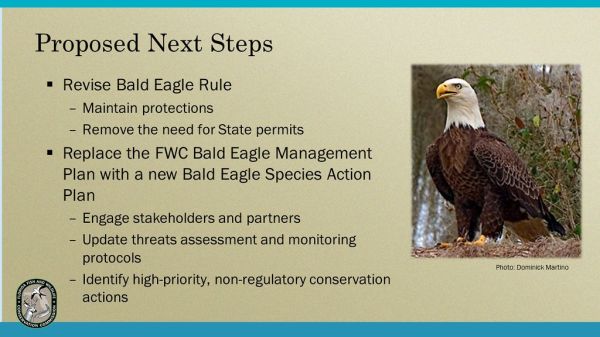 Proposed Next Steps
▪ Revise Bald Eagle Rule
– Maintain protections
– Remove the need for State permits
▪ Replace the FWC Bald Eagle Management
Plan with a new Bald Eagle Species Action
Plan
– Engage stakeholders and partners
– Update threats assessment and monitoring
protocols
– Identify high-priority, non-regulatory conservation
actions
Photo: Dominick Martino